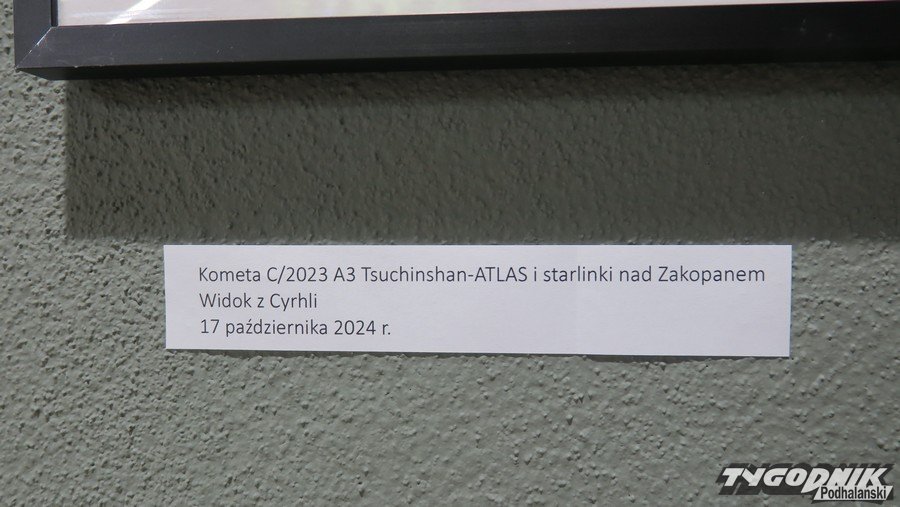 Kometa C/2023 A3 Tsuchinshan-ATLAS i starlinki nad Zakopanem
Widok z Cyrhli
17 października 2024 r.
TYGODNIK
Podhalański